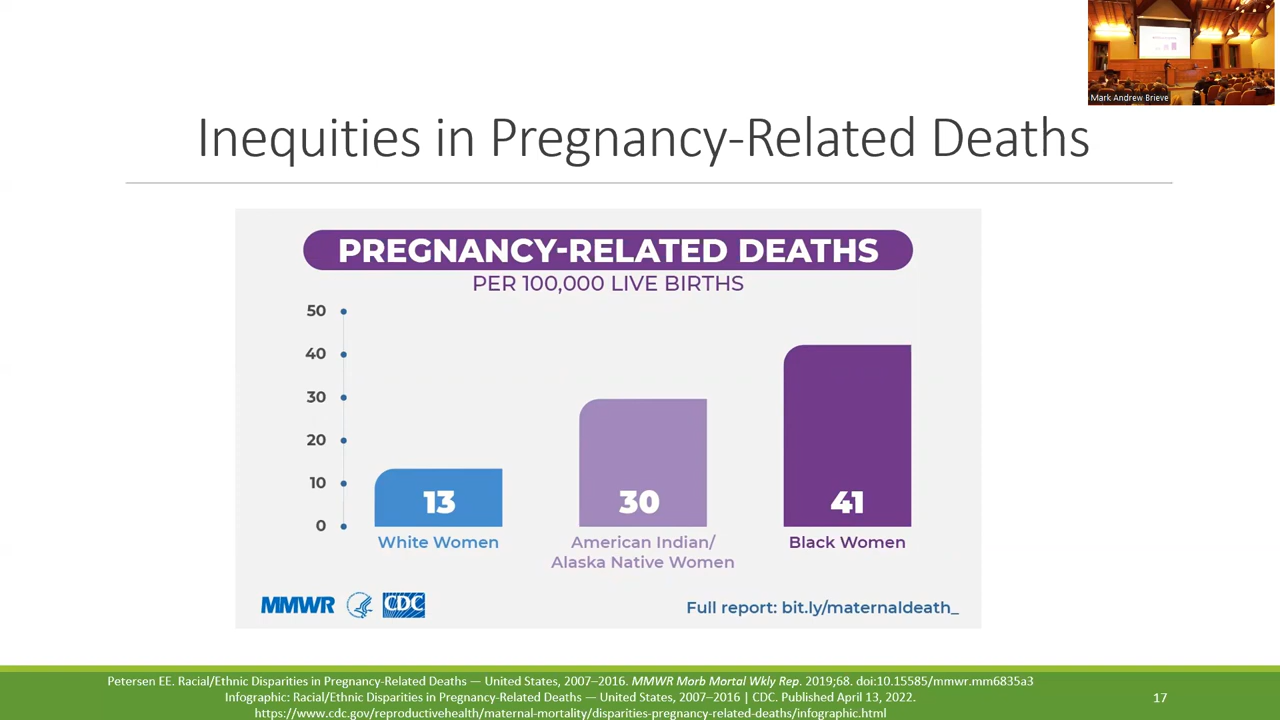 Mark Andrew Brieve
Inequities in Pregnancy-Related Deaths
PREGNANCY-RELATED DEATHS
PER 100,000 LIVE BIRTHS
50
40
30
20
10
0
13
30
41
White Women
American Indian/
Alaska Native Women
Black Women
MMWR
CDC
Full report: bit.ly/maternaldeath_
Petersen EE. Racial/Ethnic Disparities in Pregnancy-Related Deaths — United States, 2007–2016. MMWR Morb Mortal Wkly Rep. 2019;68. doi:10.15585/mmwr.mm6835a3
Infographic: Racial/Ethnic Disparities in Pregnancy-Related Deaths — United States, 2007–2016 | CDC. Published April 13, 2022.
https://www.cdc.gov/reproductivehealth/maternal-mortality/disparities-pregnancy-related-deaths/infographic.html
17